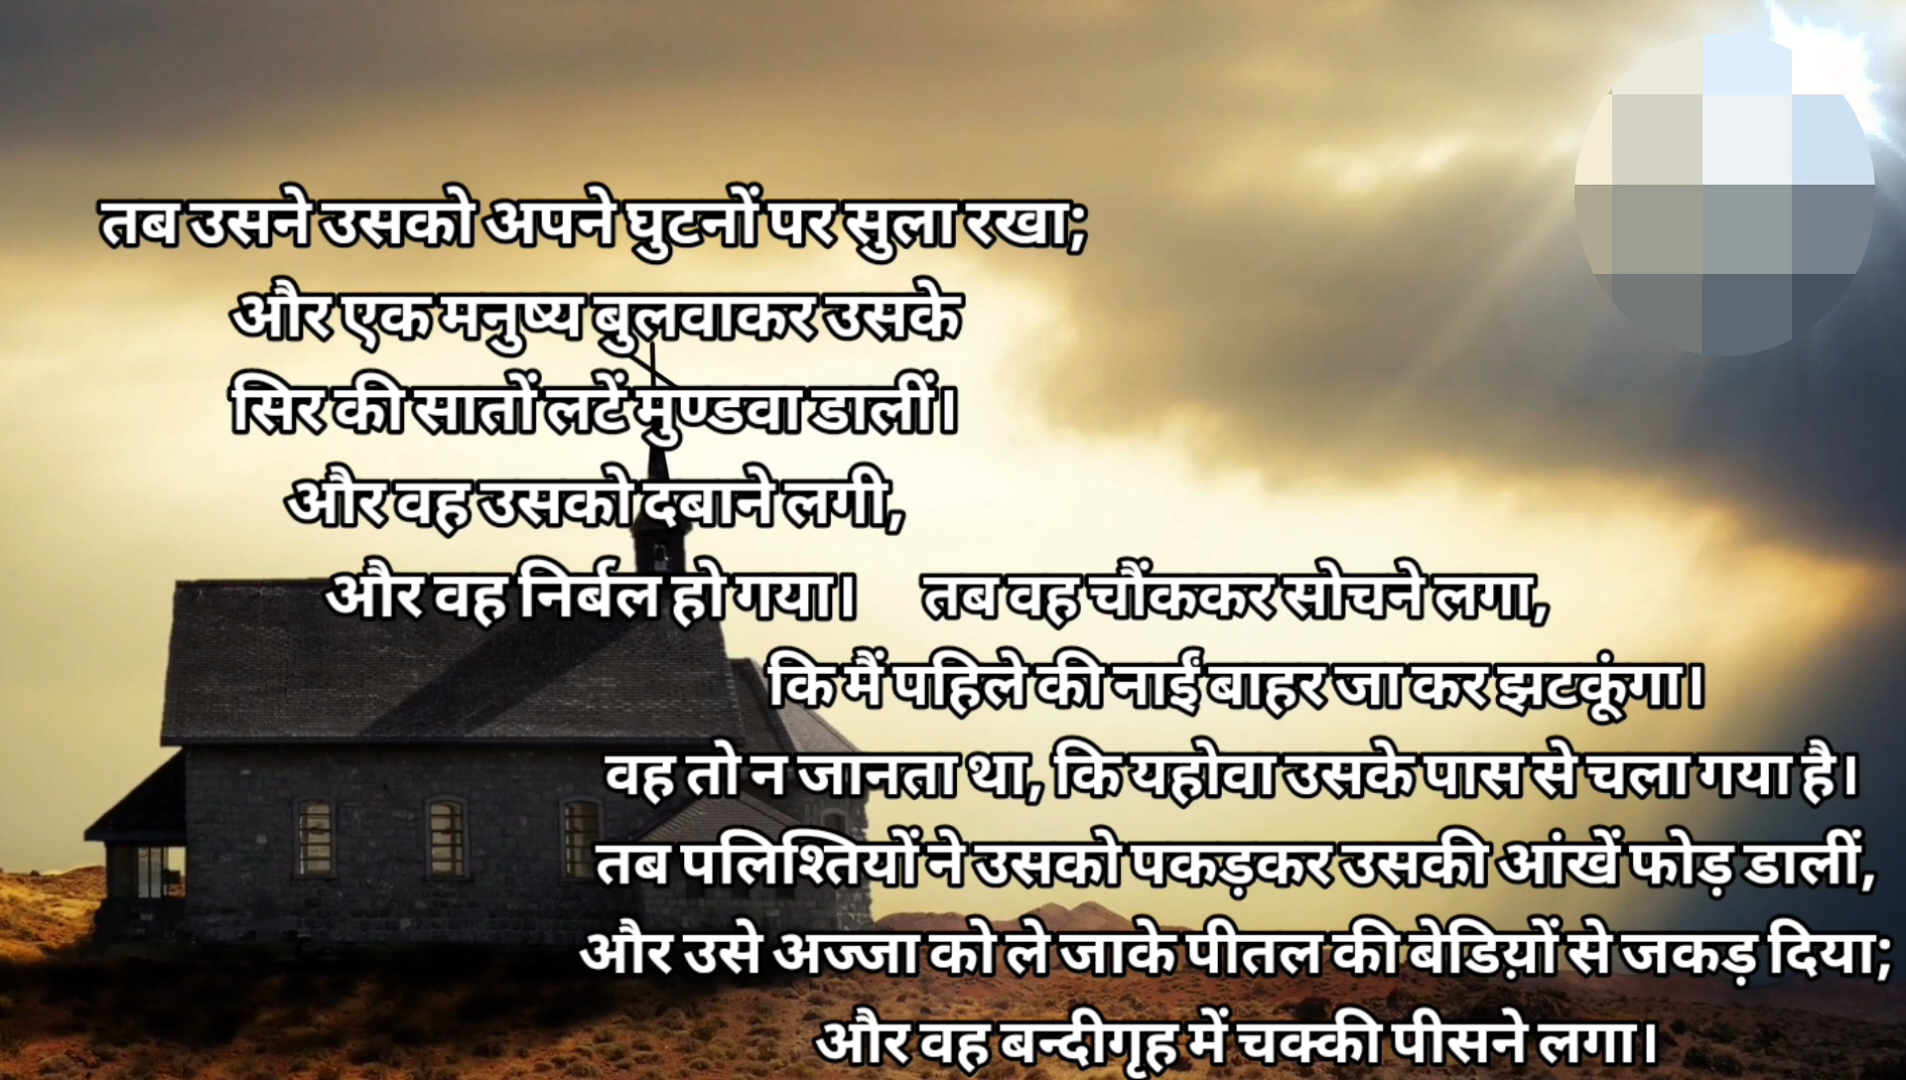 तब उसने उसको अपने घुटनों पर सुला रखा;
और एक मनुष्य बुलवाकर उसके
सिर की सातों लटें मुण्डवा डालीं।
और वह उसको दबाने लगी,
और वह निर्बल हो गया। तब वह चौंककर सोचने लगा,
कि मैं पहिले की नाईं बाहर जा कर झटकूंगा।
वह तो न जानता था, कि यहोवा उसके पास से चला गया है।
तब पलिश्तियों ने उसको पकड़कर उसकी आंखें फोड़ डालीं,
और उसे अज्जा को ले जाके पीतल की बेडिय़ों से जकड़ दिया;
और वह बन्दीगृह में चक्की पीसने लगा।